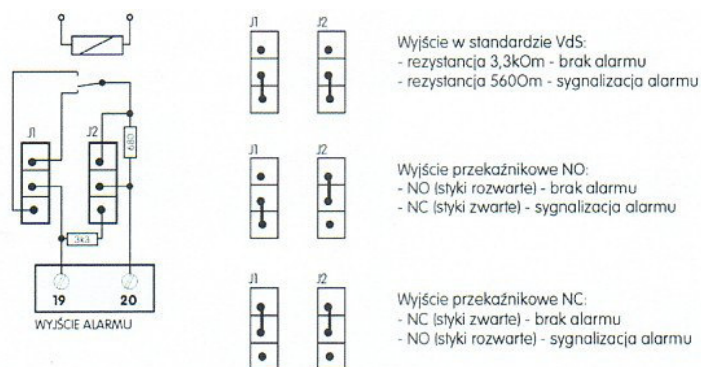 J1
J2
680
3k3
19
20
WYJŚCIE ALARMU
J1
J2
Wyjście w standardzie VdS:
- rezystancja 3,3kOm - brak alarmu
- rezystancja 560Om - sygnalizacja alarmu
J1
J2
Wyjście przekaźnikowe NO:
- NO (styki rozwarte) - brak alarmu
- NC (styki zwarte) - sygnalizacja alarmu
J1
J2
Wyjście przekaźnikowe NC:
- NC (styki zwarte) - brak alarmu
- NO (styki rozwarte) - sygnalizacja alarmu